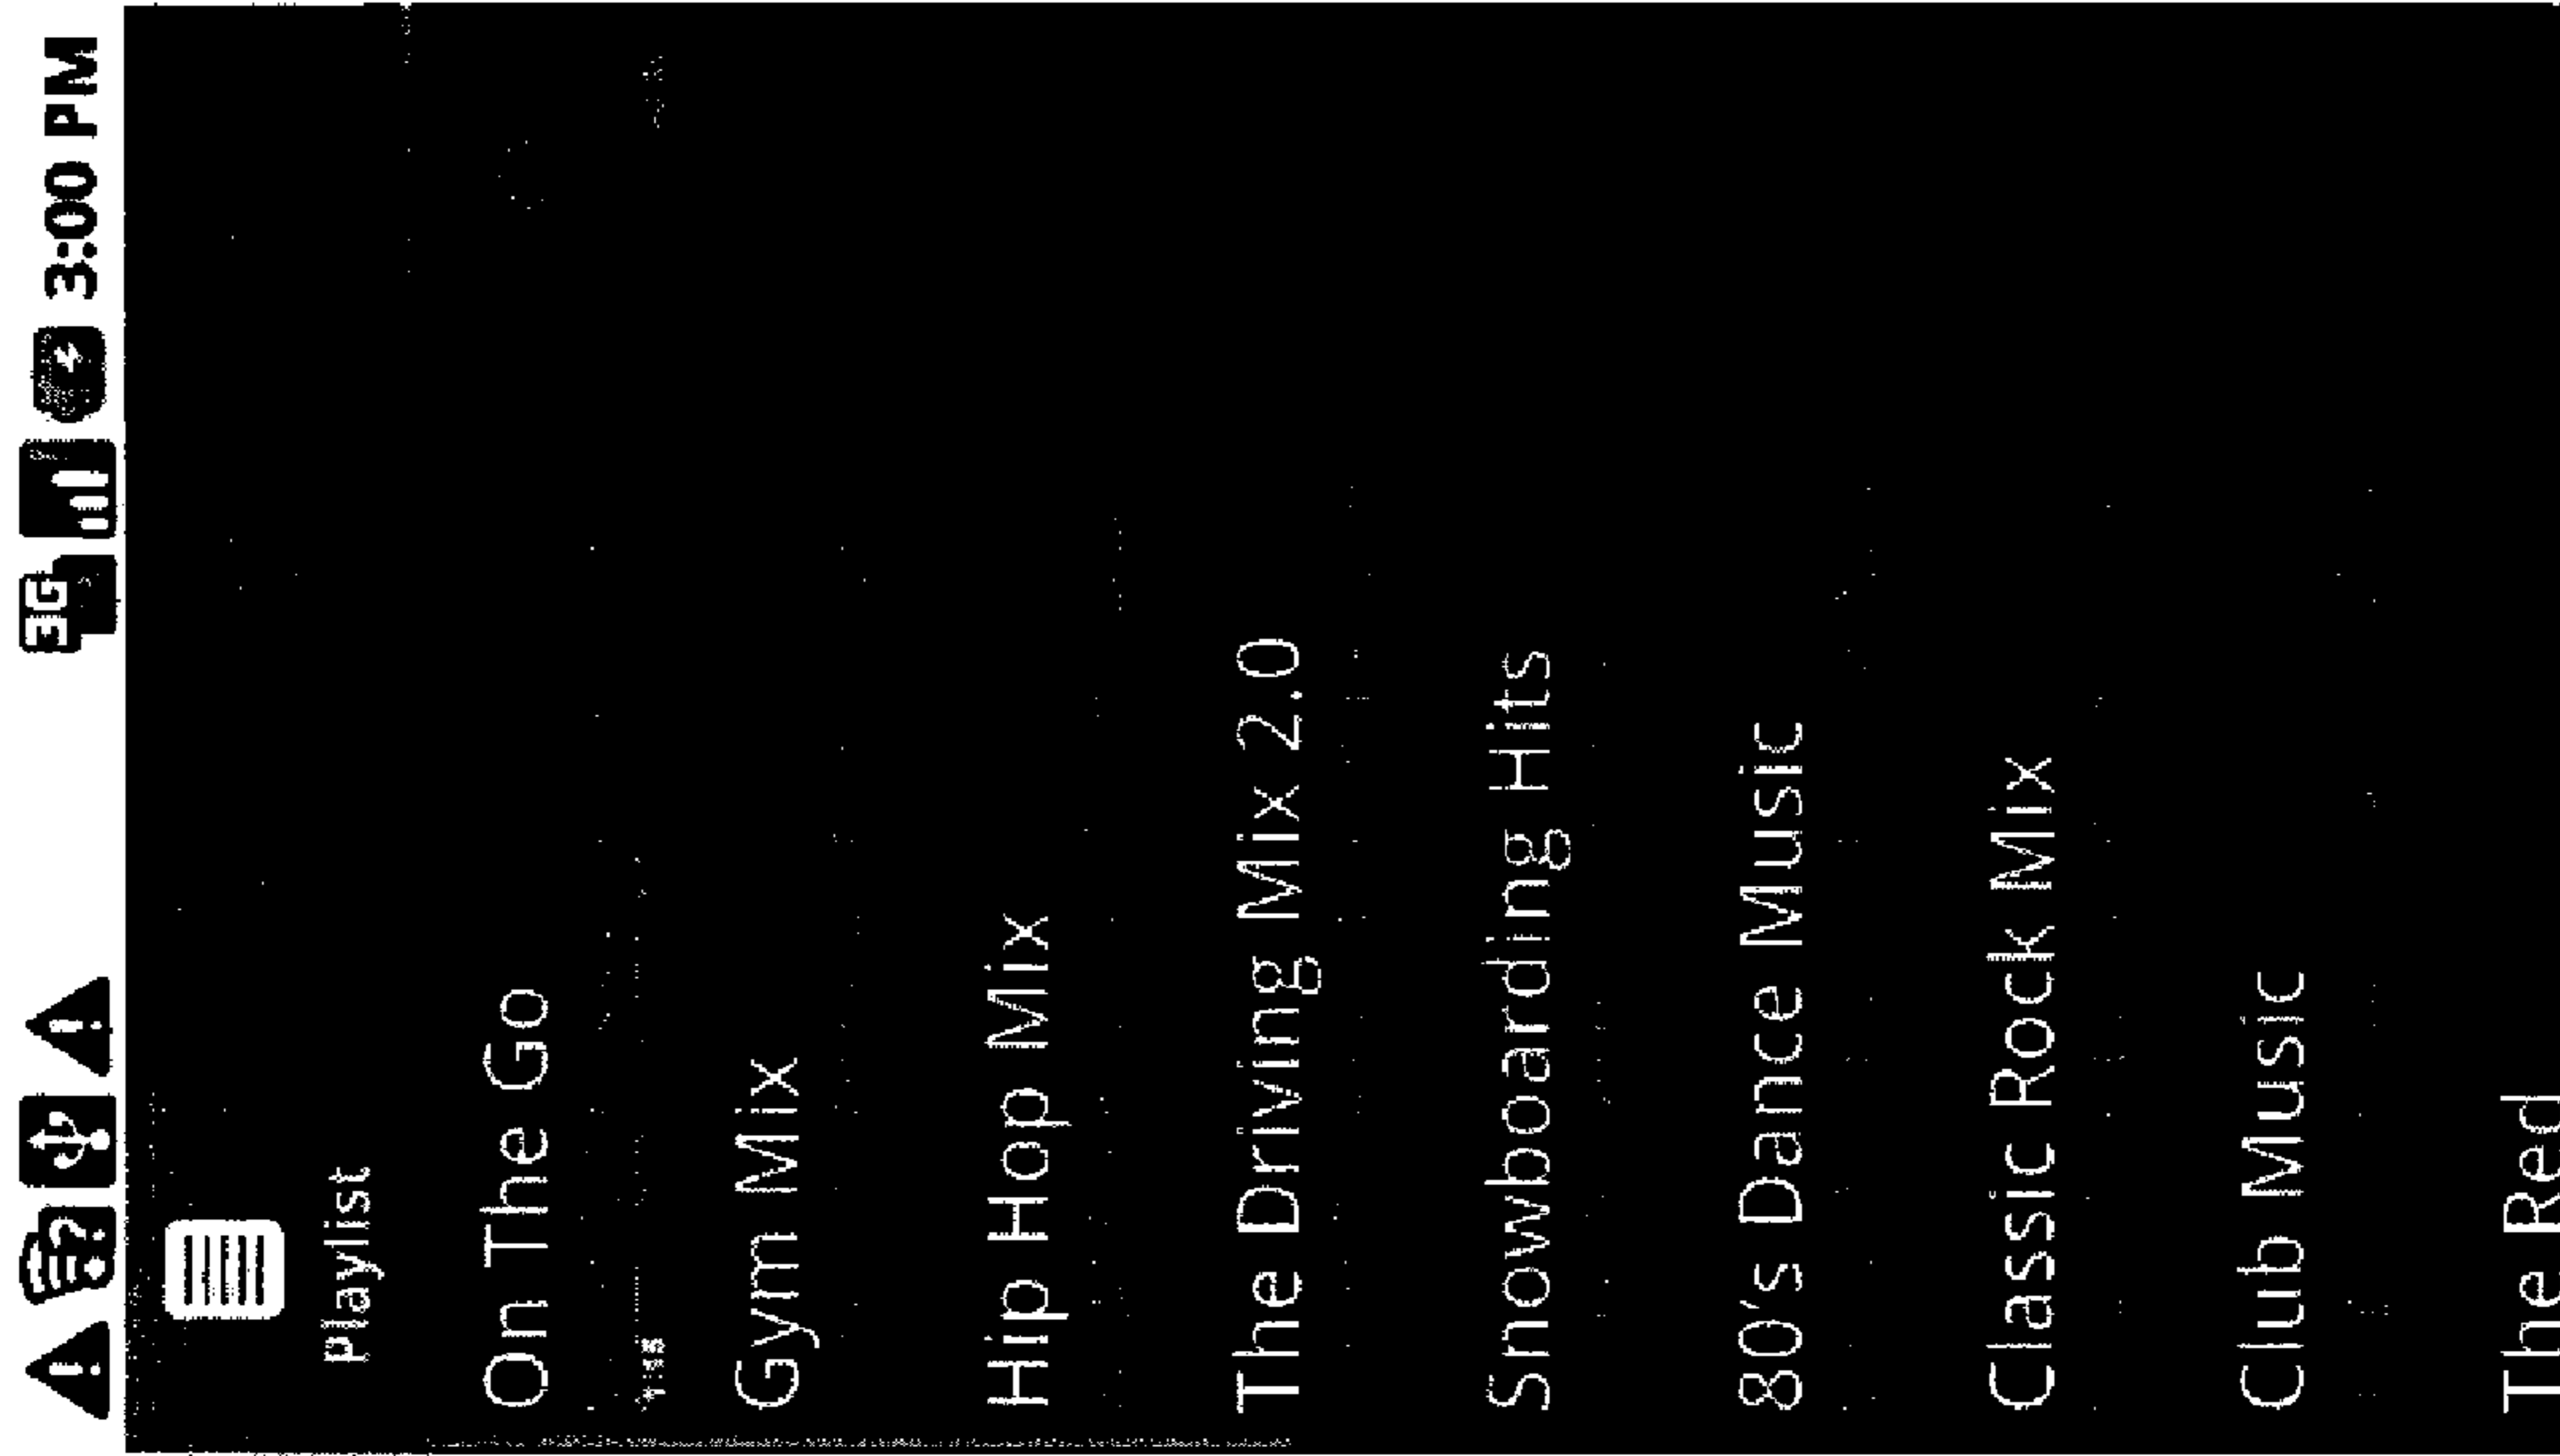 3G 3:00 PM
Playlist
On The Go
Gym Mix
Hip Hop Mix
The Driving Mix 2.0
Snowboarding Hits
80's Dance Music
Classic Rock Mix
Club Music
The Red